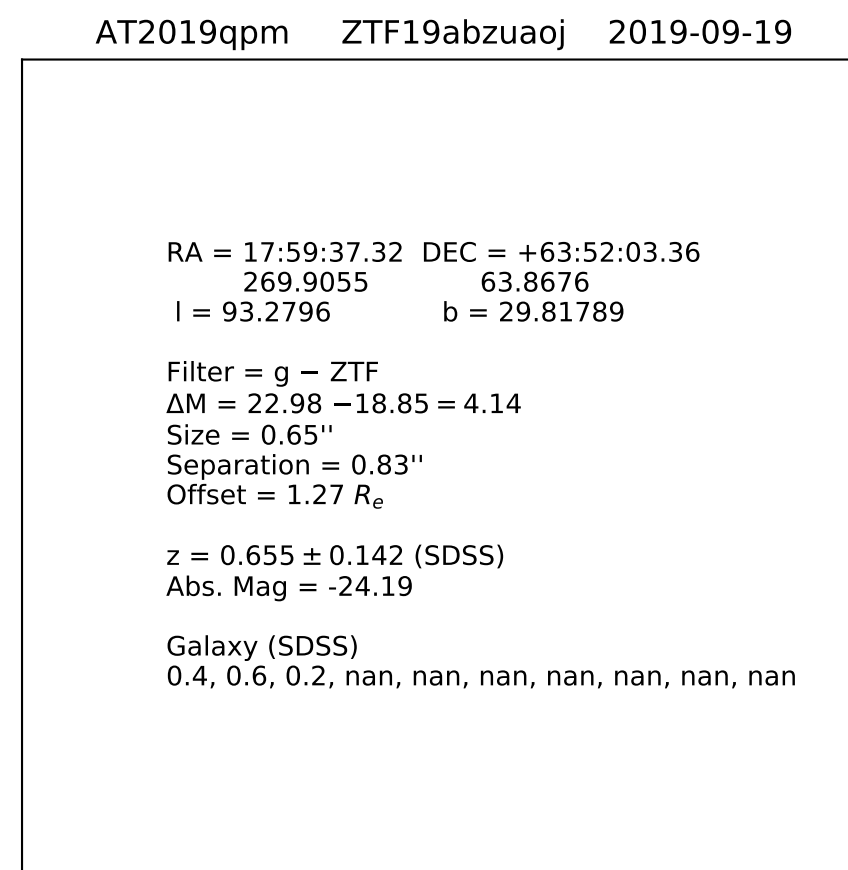 AT2019qpm ZTF19abzuaoj 2019-09-19
RA = 17:59:37.32 DEC = +63:52:03.36
269.9055 63.8676
l = 93.2796 b = 29.81789
Filter = g − ZTF
ΔM = 22.98 −18.85 = 4.14
Size = 0.65''
Separation = 0.83''
Offset = 1.27 Re
z = 0.655 ± 0.142 (SDSS)
Abs. Mag = -24.19
Galaxy (SDSS)
0.4, 0.6, 0.2, nan, nan, nan, nan, nan, nan, nan